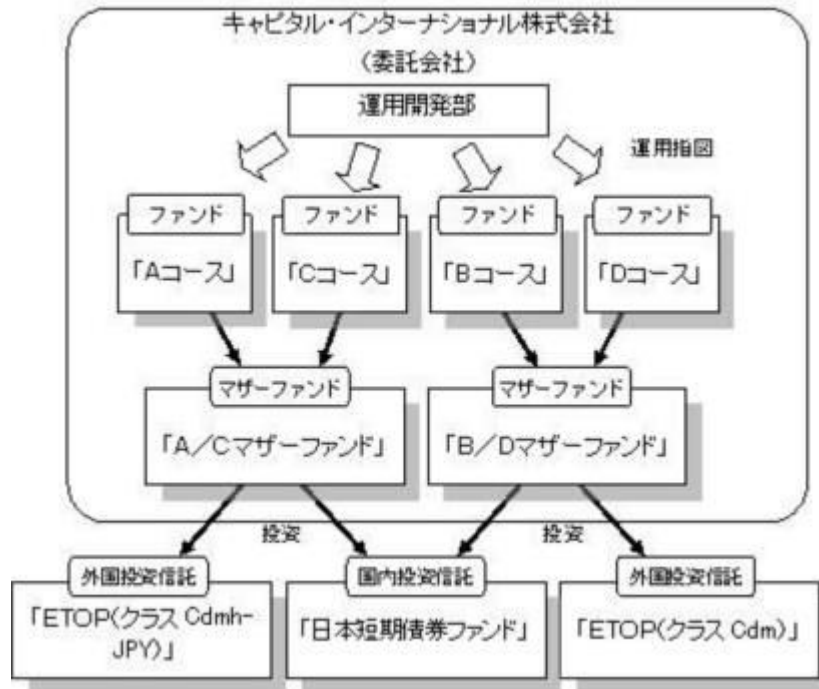 キャピタル・インターナショナル株式会社
（委託会社）
運用開発部
運用指図
ファンド
「Aコース」
ファンド
「Cコース」
ファンド
「Bコース」
ファンド
「Dコース」
マザーファンド
「A／Cマザーファンド」
マザーファンド
「B／Dマザーファンド」
投資
投資
外国投資信託
「ETOP(クラス Cdmh-
JPY)」
国内投資信託
「日本短期債券ファンド」
外国投資信託
「ETOP(クラス Cdm)」